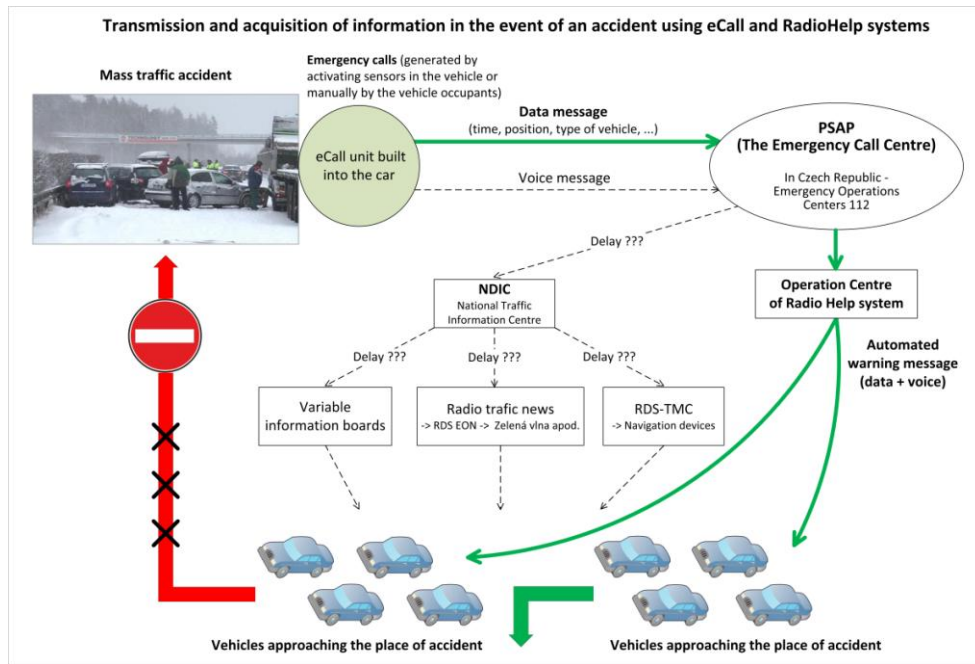 Transmission and acquisition of information in the event of an accident using eCall and RadioHelp systems
Mass traffic accident
Emergency calls (generated by
activating sensors in the vehicle or
manually by the vehicle occupants)
eCall unit built
into the car
Data message
(time, position, type of vehicle, ...)
Voice message
PSAP
(The Emergency Call Centre)
In Czech Republic -
Emergency Operations
Centers 112
Delay ???
NDIC
National Traffic
Information Centre
Operation Centre
of Radio Help system
Automated
warning message
(data + voice)
Delay ???
Delay ???
Delay ???
Variable
information boards
Radio trafic news
-> RDS EON -> Zelená vlna apod.
RDS-TMC
-> Navigation devices
Vehicles approaching the place of accident
Vehicles approaching the place of accident